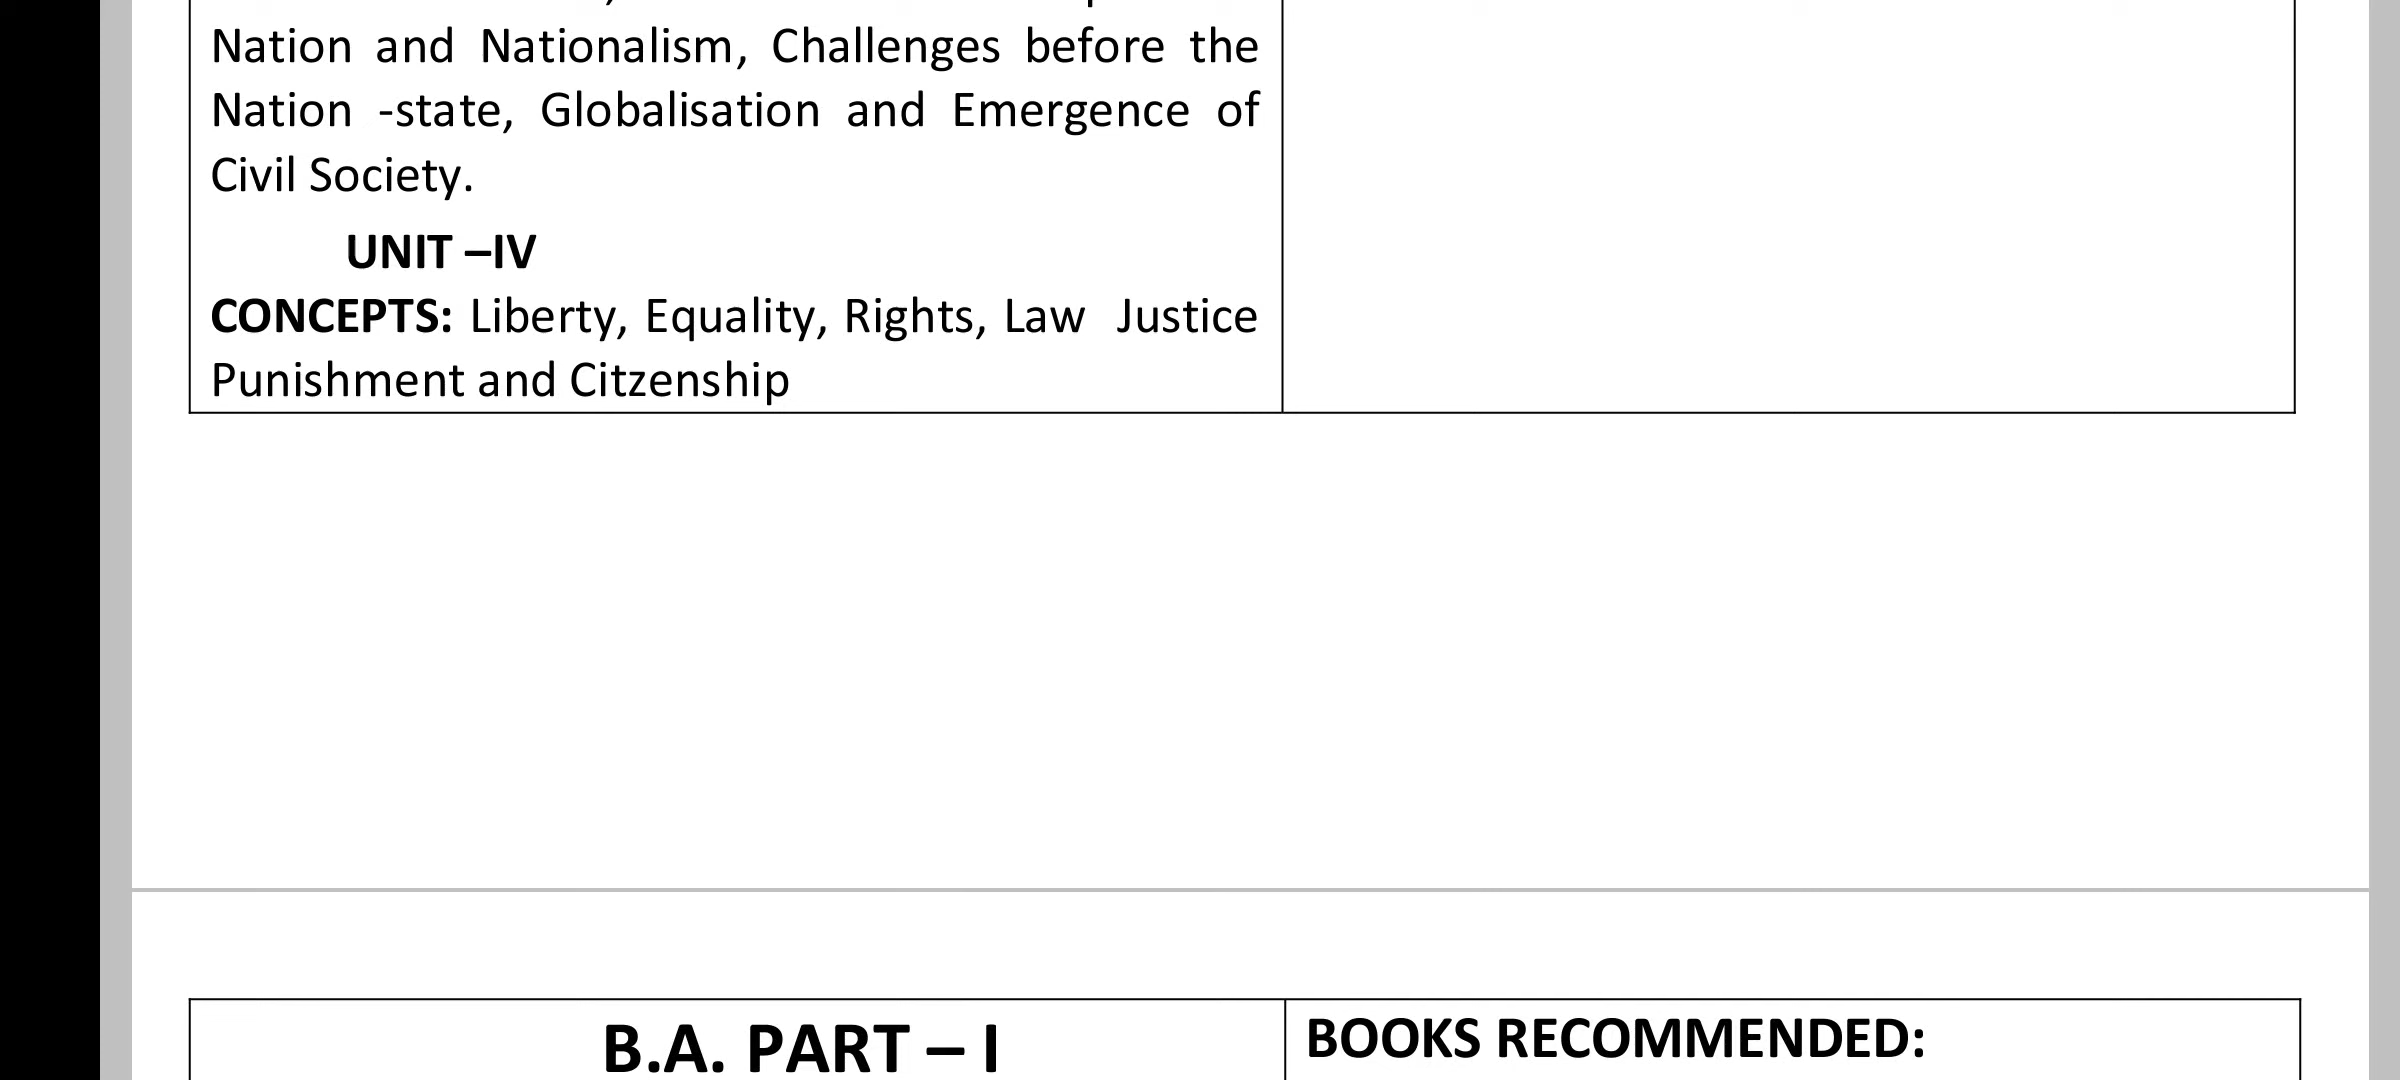 Nation and Nationalism, Challenges before the
Nation -state, Globalisation and Emergence of
Civil Society.
UNIT –IV
CONCEPTS: Liberty, Equality, Rights, Law Justice
Punishment and Citzenship
B.A. PART – I
BOOKS RECOMMENDED: